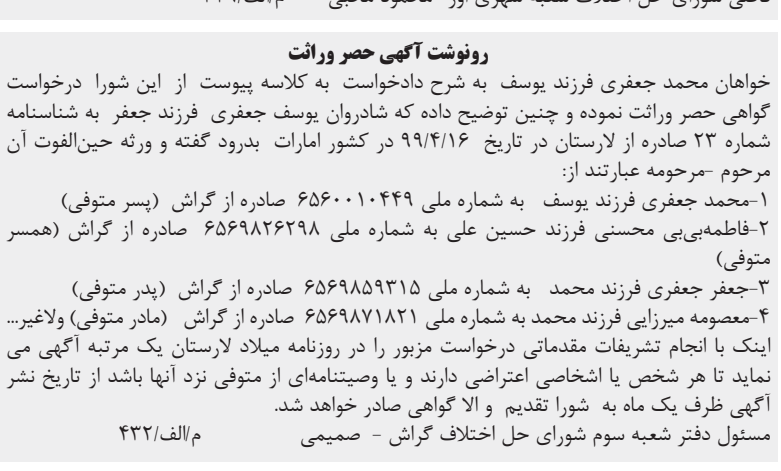 رونوشت آگهی حصر وراثت
خواهان محمد جعفری فرزند یوسف به شرح دادخواست به کلاسه پیوست از این شورا درخواست
گواهی حصر وراثت نموده و چنین توضیح داده که شادروان یوسف جعفری فرزند جعفر به شناسنامه
شماره ۲۳ صادره از لارستان در تاریخ ۹۹/۴/۱۶ در کشور امارات بدرود گفته و ورثه حین‌الفوت آن
مرحوم -مرحومه عبارتند از:
۱-محمد جعفری فرزند یوسف به شماره ملی ۶۵۶۰۰۱۰۴۴۹ صادره از گراش (پسر متوفی)
۲-فاطمه‌بی‌بی محسنی فرزند حسین علی به شماره ملی ۶۵۶۹۸۲۶۲۹۸ صادره از گراش (همسر
متوفی)
۳-جعفر جعفری فرزند محمد به شماره ملی ۶۵۶۹۸۵۹۳۱۵ صادره از گراش (پدر متوفی)
۴-معصومه میرزایی فرزند محمد به شماره ملی ۶۵۶۹۸۷۱۸۲۱ صادره از گراش (مادر متوفی) ولاغیر...
اینک با انجام تشریفات مقدماتی درخواست مزبور را در روزنامه میلاد لارستان یک مرتبه آگهی می
نماید تا هر شخص یا اشخاصی اعتراضی دارند و یا وصیتنامه‌ای از متوفی نزد آنها باشد از تاریخ نشر
آگهی ظرف یک ماه به شورا تقدیم و الا گواهی صادر خواهد شد.
مسئول دفتر شعبه سوم شورای حل اختلاف گراش - صمیمی م/الف/۴۳۲